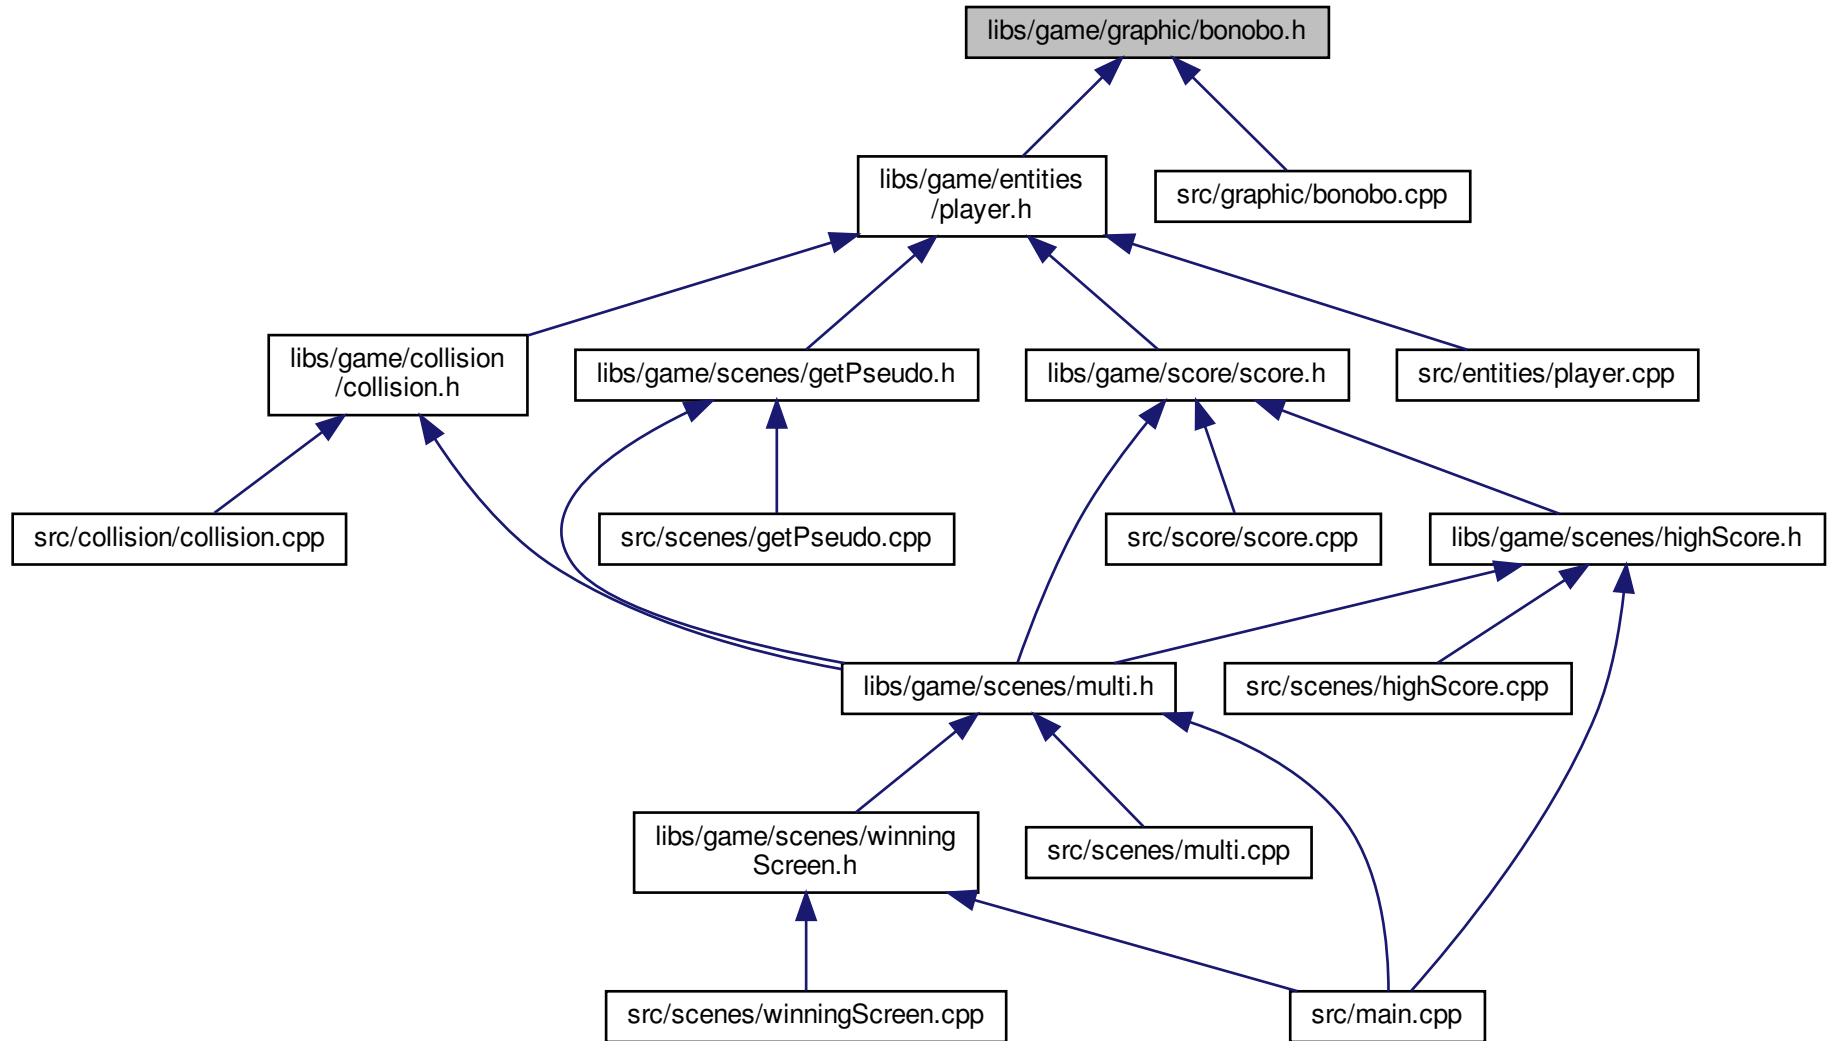 libs/game/graphic/bonobo.h
libs/game/entities
/player.h
src/graphic/bonobo.cpp
libs/game/collision
/collision.h
libs/game/scenes/getPseudo.h
libs/game/score/score.h
src/entities/player.cpp
src/collision/collision.cpp
src/scenes/getPseudo.cpp
src/score/score.cpp
libs/game/scenes/highScore.h
libs/game/scenes/multi.h
src/scenes/highScore.cpp
libs/game/scenes/winning
Screen.h
src/scenes/multi.cpp
src/scenes/winningScreen.cpp
src/main.cpp